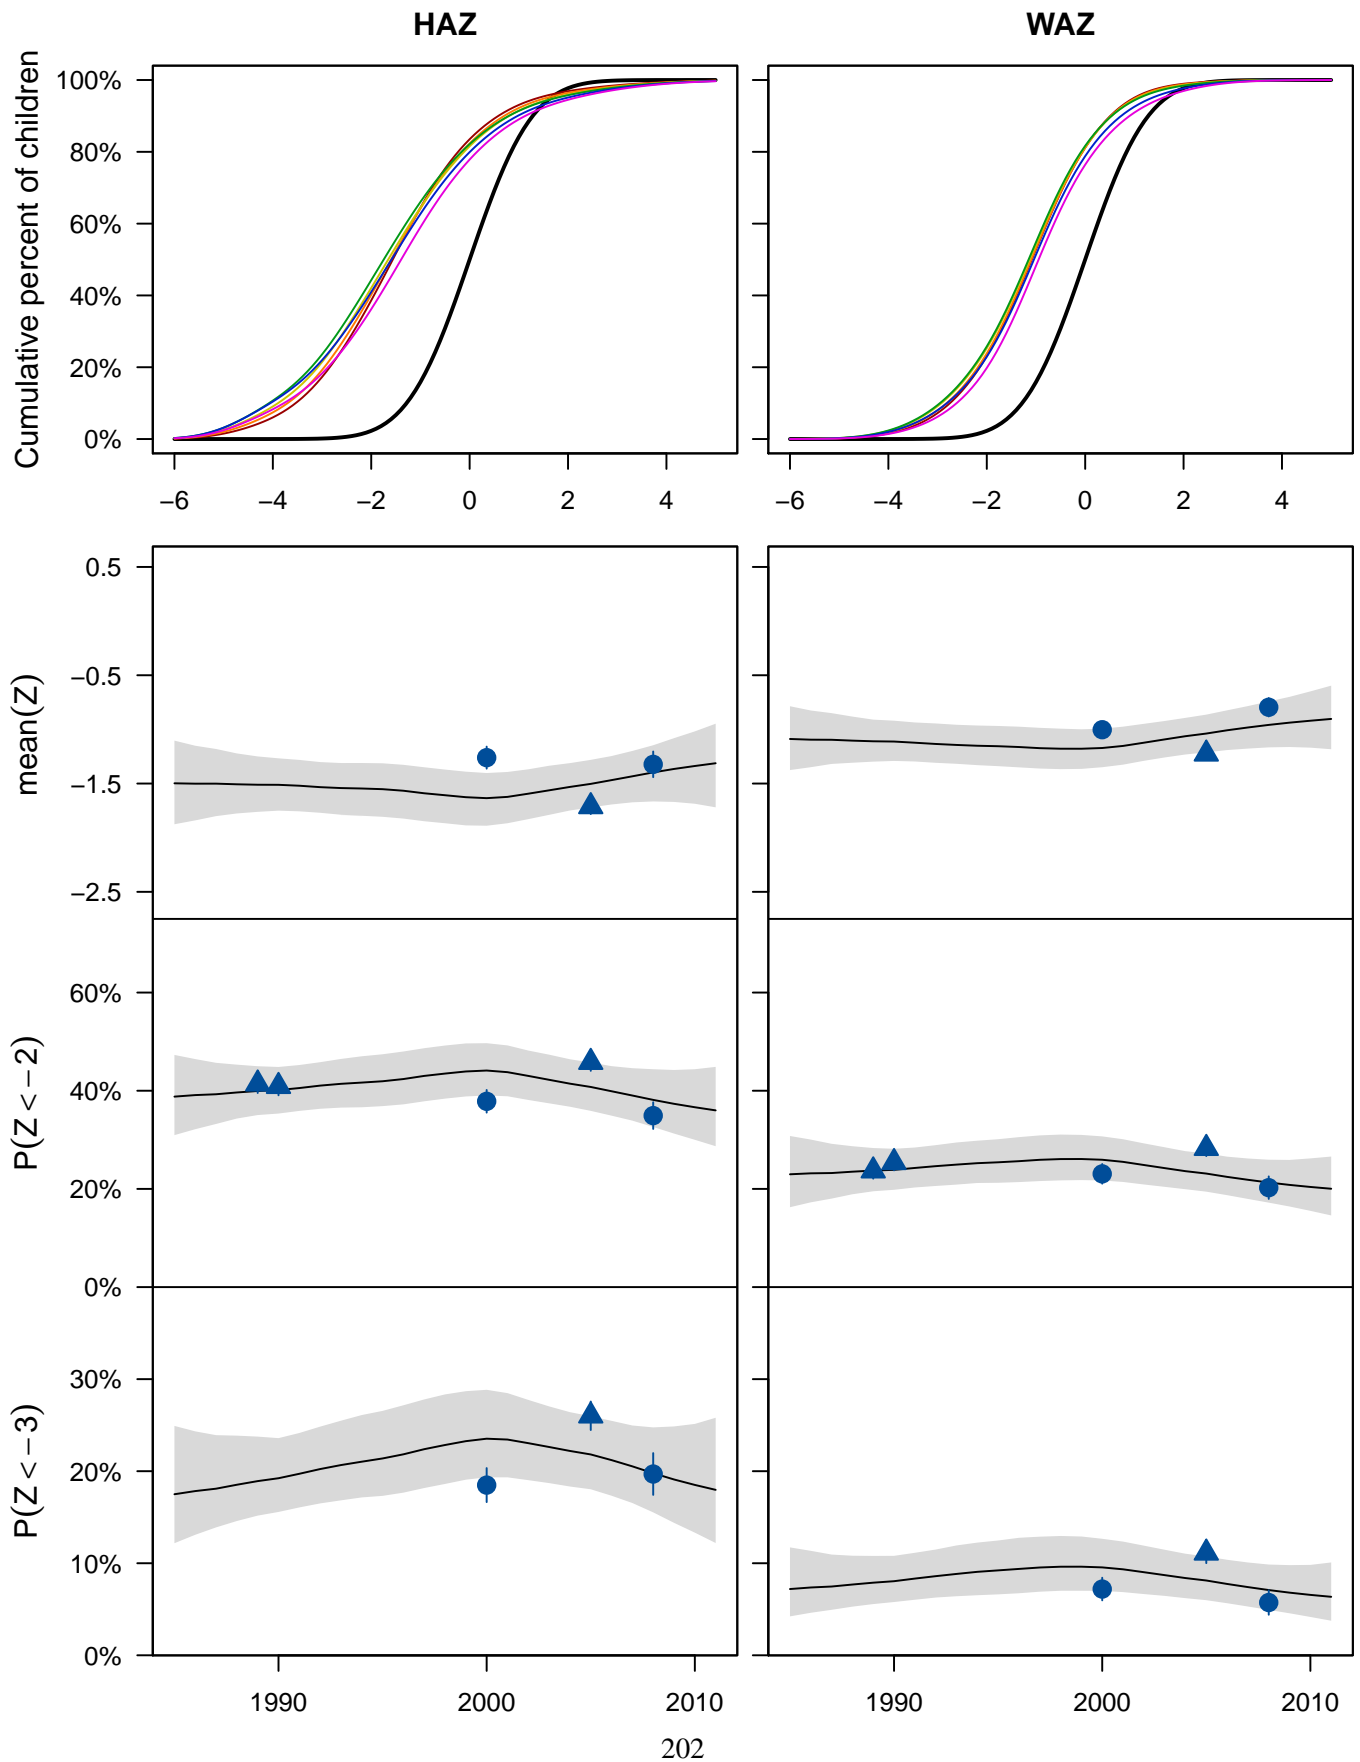 HAZ WAZ
Cumulative percent of children
100%
80%
60%
40%
20%
0%
−6 −4 −2 0 2 4 −6 −4 −2 0 2 4
mean(Z)
0.5
−0.5
−1.5
−2.5
P(Z < −2)
60%
40%
20%
0%
P(Z < −3)
30%
20%
10%
0%
1990 2000 2010 1990 2000 2010
202